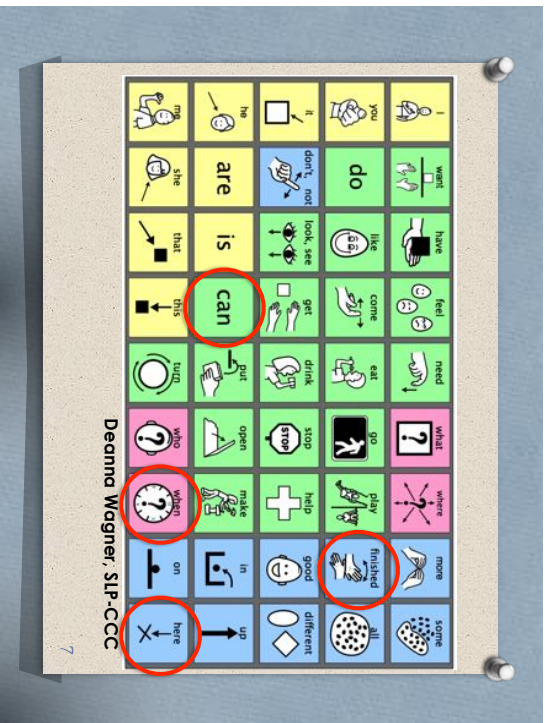 I want have feel need what where more some
you do like come eat go play finished all
it don't, not look, see get drink stop help good different
STOP
he are is can put open make in up
me she that this turn who when on here
Deanna Wagner, SLP-CCC
7